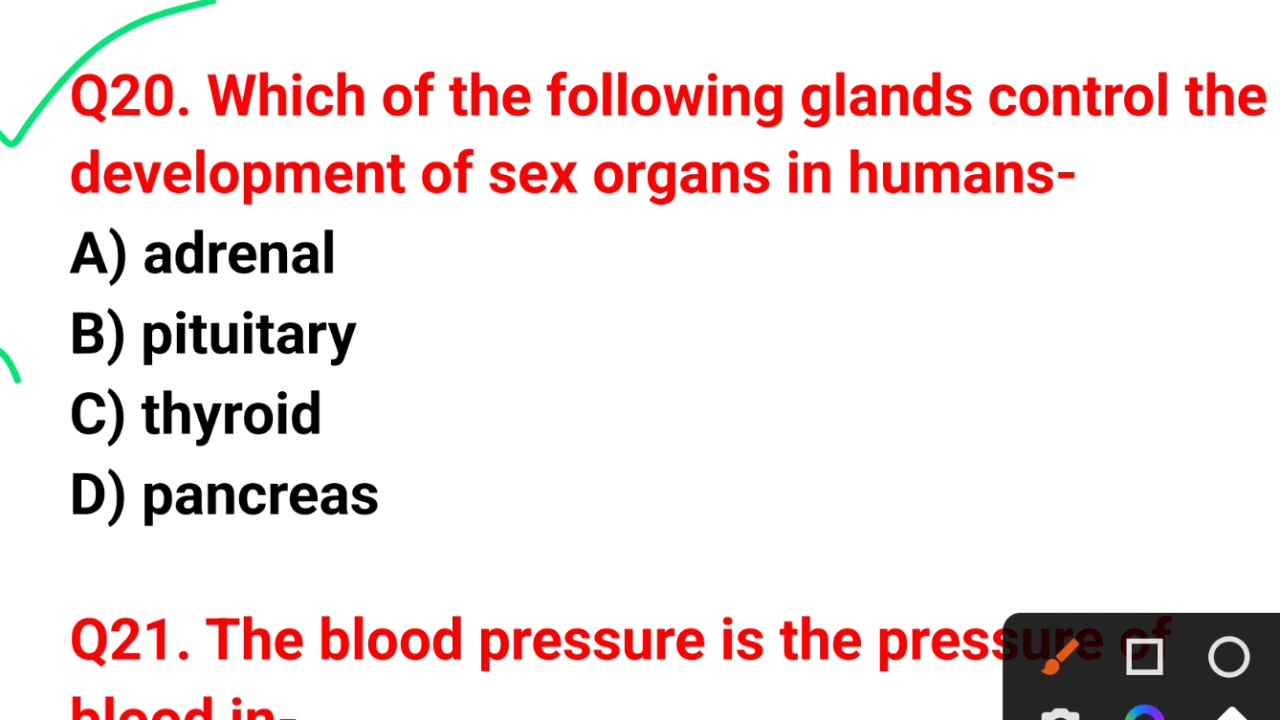 Q20. Which of the following glands control the
development of sex organs in humans-
A) adrenal
B) pituitary
C) thyroid
D) pancreas
Q21. The blood pressure is the pressure of
blood in-